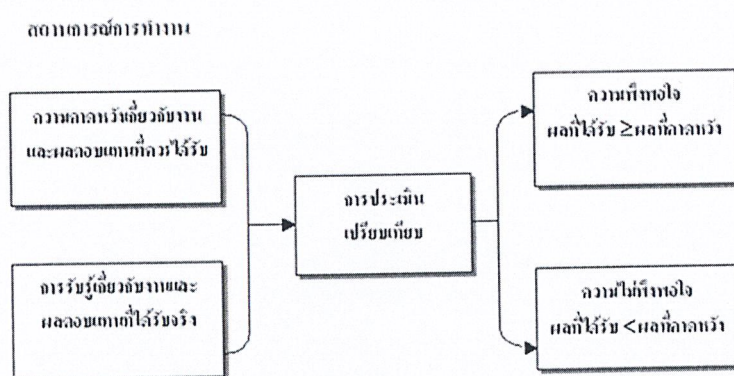 สถานการณ์การทำงาน
ความคาดหวังเกี่ยวกับงาน
และผลตอบแทนที่ควรได้รับ
การรับรู้เกี่ยวกับงานและ
ผลตอบแทนที่ได้รับจริง
การประเมิน
เปรียบเทียบ
ความพึงพอใจ
ผลที่ได้รับ ≥ผลที่คาดหวัง
ความไม่พึงพอใจ
ผลที่ได้รับ <ผลที่คาดหวัง